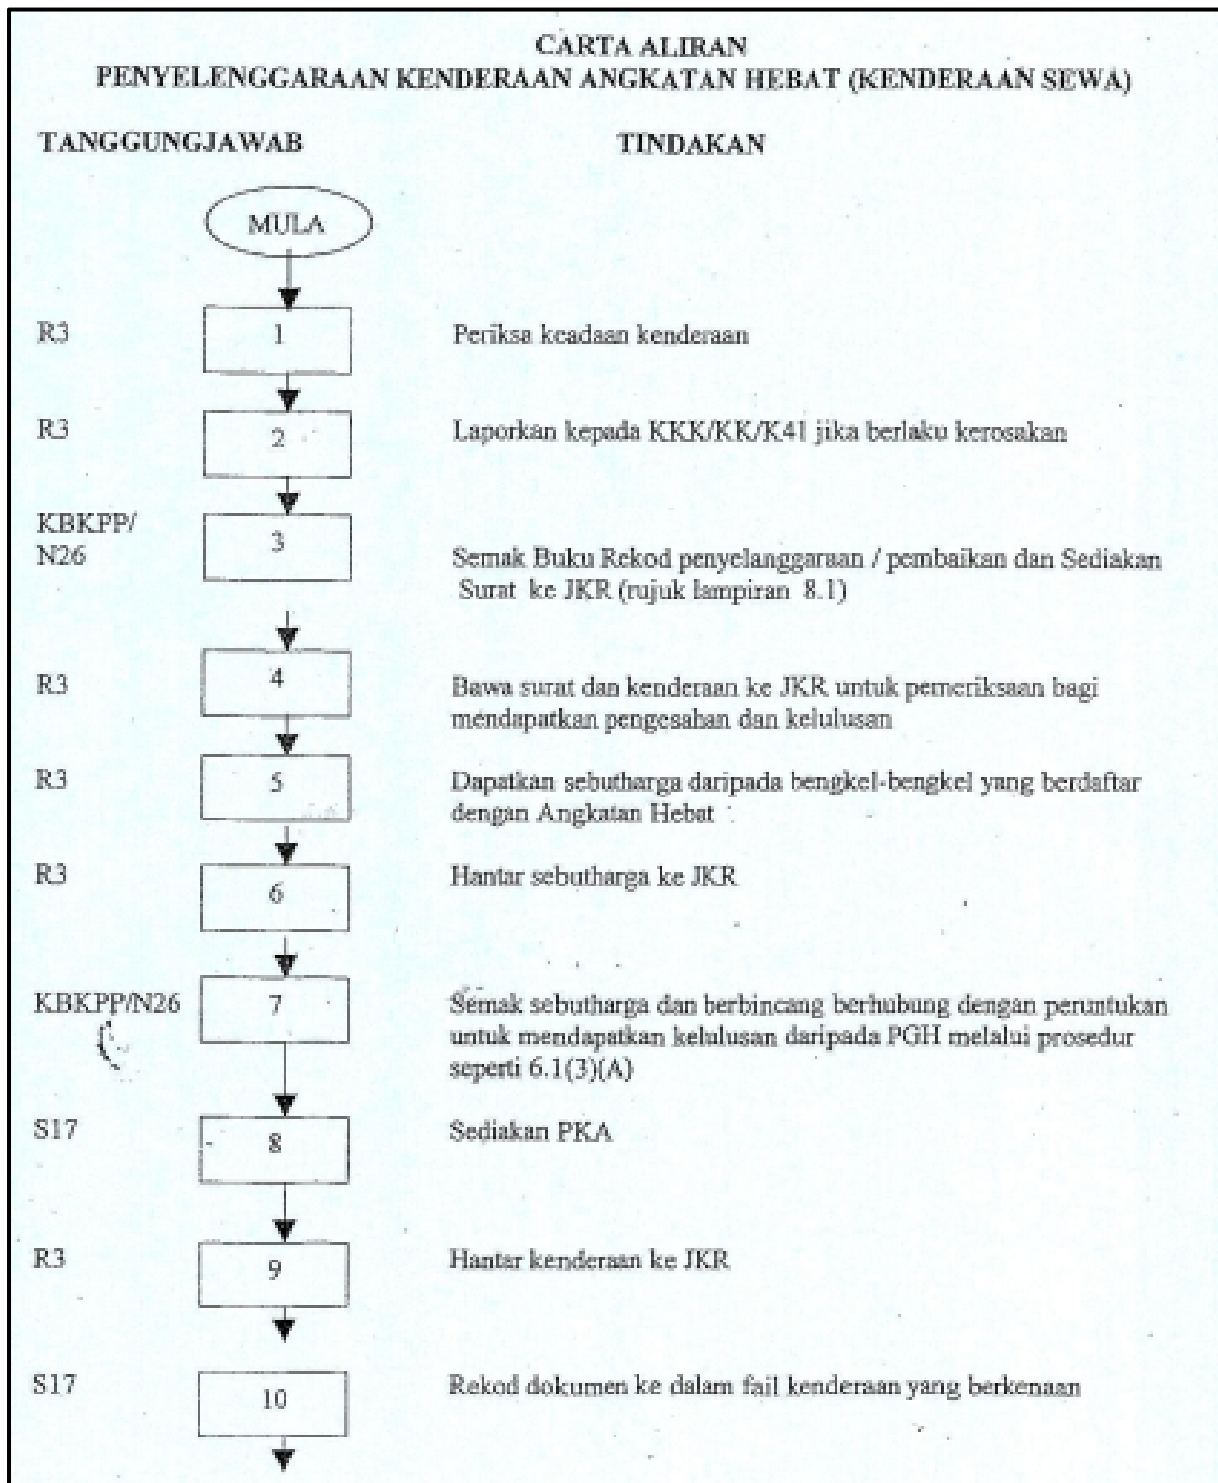 CARTA ALIRAN
PENYELENGGARAAN KENDERAAN ANGKATAN HEBAT (KENDERAAN SEWA)
TANGGUNGJAWAB TINDAKAN
MULA
R3 1 Periksa keadaan kenderaan
R3 2 Laporkan kepada KKK/KK/K41 jika berlaku kerosakan
KBKPP/
N26 3 Semak Buku Rekod penyelanggaraan / pembaikan dan Sediakan
Surat ke JKR (rujuk lampiran 8.1)
R3 4 Bawa surat dan kenderaan ke JKR untuk pemeriksaan bagi
mendapatkan pengesahan dan kelulusan
R3 5 Dapatkan sebutharga daripada bengkel-bengkel yang berdaftar
dengan Angkatan Hebat
R3 6 Hantar sebutharga ke JKR
KBKPP/N26 7 Semak sebutharga dan berbincang berhubung dengan peruntukan
untuk mendapatkan kelulusan daripada PGH melalui prosedur
seperti 6.1(3)(A)
S17 8 Sediakan PKA
R3 9 Hantar kenderaan ke JKR
S17 10 Rekod dokumen ke dalam fail kenderaan yang berkenaan